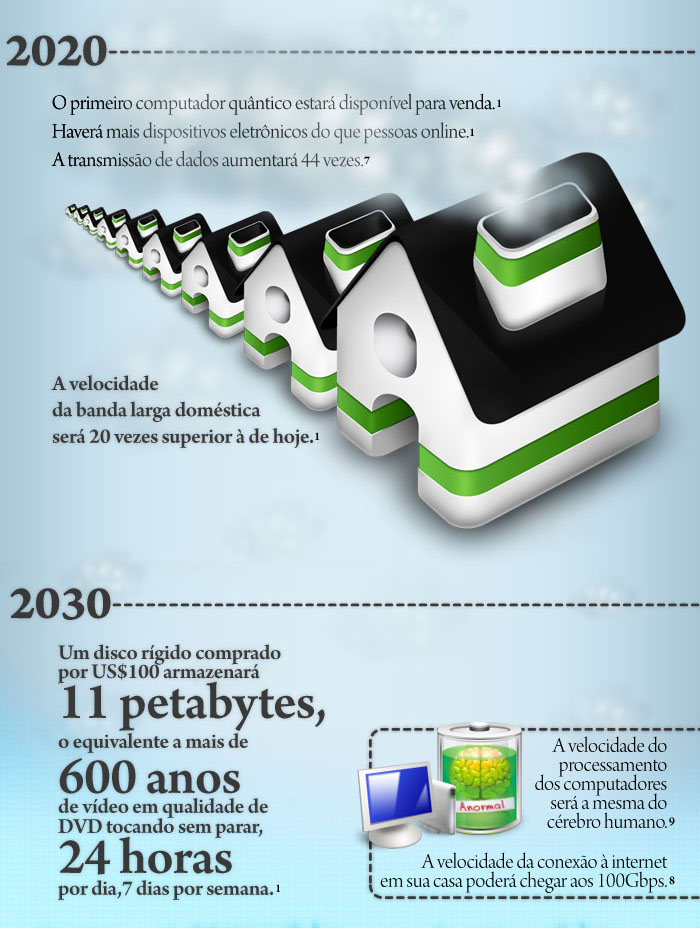 2020
O primeiro computador quântico estará disponível para venda.¹
Haverá mais dispositivos eletrônicos do que pessoas online.¹
A transmissão de dados aumentará 44 vezes.⁷
A velocidade
da banda larga doméstica
será 20 vezes superior à de hoje.¹
2030
Um disco rígido comprado
por US$100 armazenará
11 petabytes,
o equivalente a mais de
600 anos
de vídeo em qualidade de
DVD tocando sem parar,
24 horas
por dia,7 dias por semana.¹
Anormal
A velocidade do
processamento
dos computadores
será a mesma do
cérebro humano.⁹
A velocidade da conexão à internet
em sua casa poderá chegar aos 100Gbps.⁸